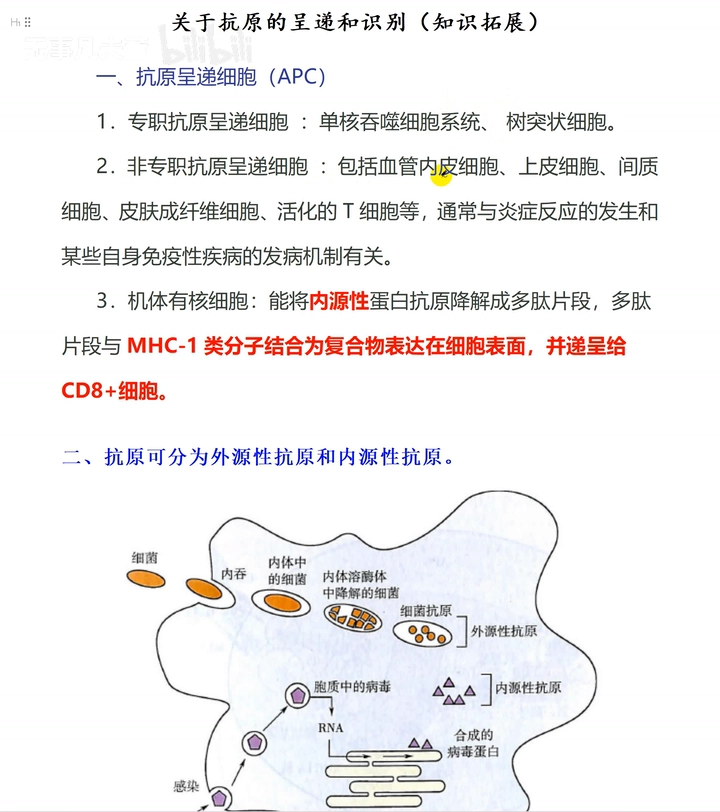 关于抗原的呈递和识别（知识拓展）
bilibili
一、抗原呈递细胞（APC）
1．专职抗原呈递细胞 ：单核吞噬细胞系统、 树突状细胞。
2．非专职抗原呈递细胞 ：包括血管内皮细胞、上皮细胞、间质
细胞、皮肤成纤维细胞、活化的 T 细胞等，通常与炎症反应的发生和
某些自身免疫性疾病的发病机制有关。
3．机体有核细胞：能将内源性蛋白抗原降解成多肽片段，多肽
片段与 MHC-1 类分子结合为复合物表达在细胞表面，并递呈给
CD8+细胞。
二、抗原可分为外源性抗原和内源性抗原。
细菌
内吞
内体中
的细菌
内体溶酶体
中降解的细菌
细菌抗原
外源性抗原
胞质中的病毒
内源性抗原
RNA
合成的
病毒蛋白
感染